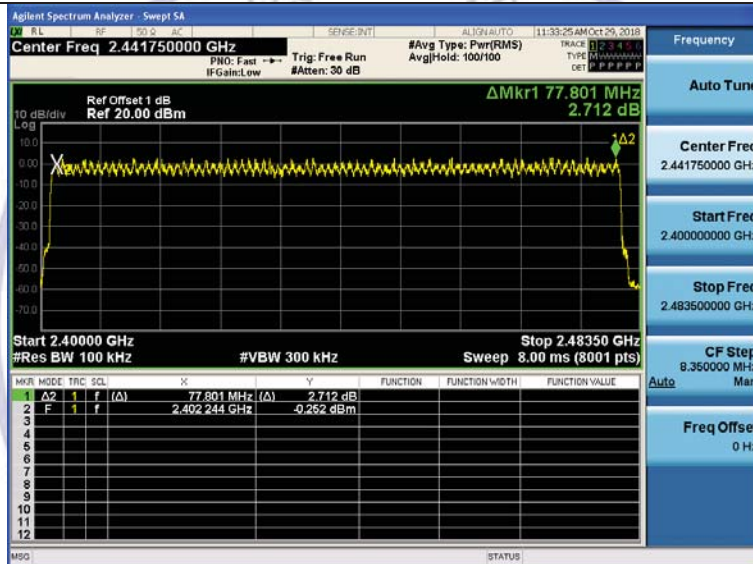 Agilent Spectrum Analyzer - Swept SA
RL RF 50 Ω AC SENSE:INT ALIGNAUTO 11:33:25 AM Oct 29, 2018
Center Freq 2.441750000 GHz #Avg Type: Pwr(RMS) TRACE 1 2 3 4 5 6
PNO: Fast Trig: Free Run Avg|Hold: 100/100 TYPE
IFGain:Low #Atten: 30 dB DET P P P P P P
ΔMkr1 77.801 MHz
2.712 dB
Ref Offset 1 dB
10 dB/div Ref 20.00 dBm
Log
10.0
0.00
-10.0
-20.0
-30.0
-40.0
-50.0
-60.0
-70.0
1Δ2
Start 2.40000 GHz Stop 2.48350 GHz
#Res BW 100 kHz #VBW 300 kHz Sweep 8.00 ms (8001 pts)
MKR MODE TRC SCL X Y FUNCTION FUNCTION WIDTH FUNCTION VALUE
1 Δ2 1 f (Δ) 77.801 MHz (Δ) 2.712 dB
2 F 1 f 2.402 244 GHz -0.252 dBm
3
4
5
6
7
8
9
10
11
12
MSG STATUS
Frequency
Auto Tune
Center Freq
2.441750000 GHz
Start Freq
2.400000000 GHz
Stop Freq
2.483500000 GHz
CF Step
8.350000 MHz
Auto Man
Freq Offset
0 Hz